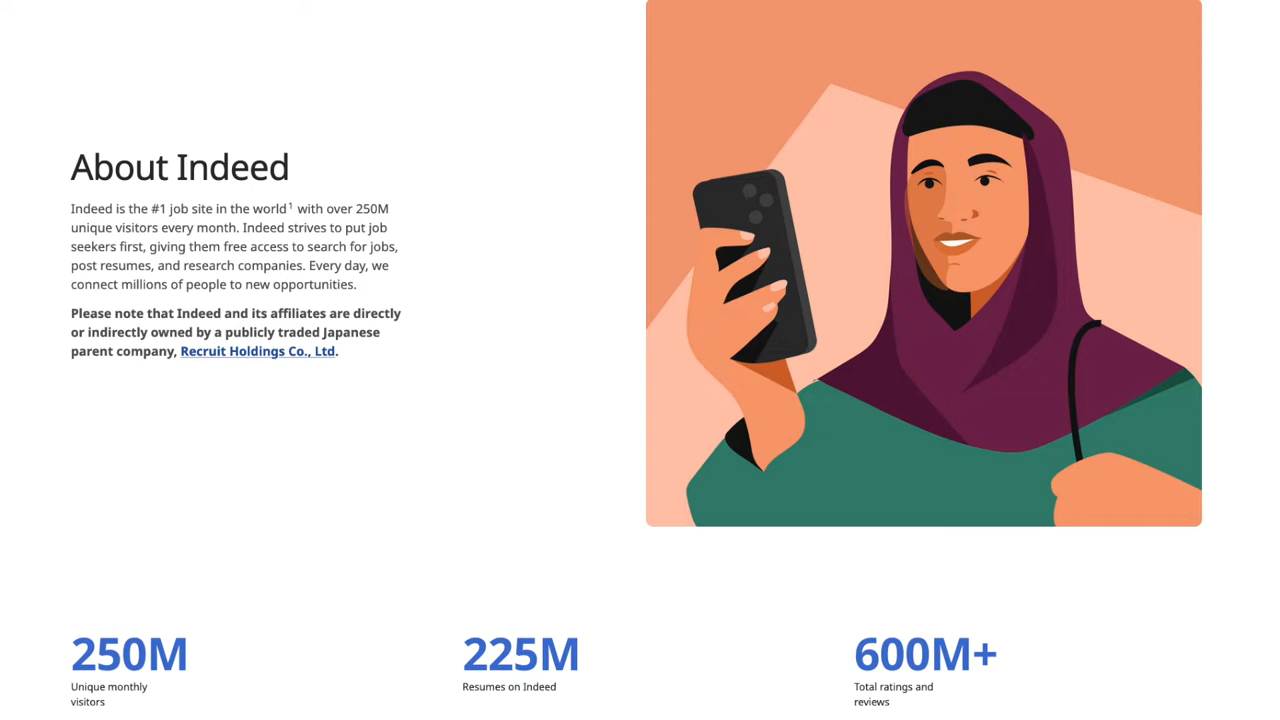 About Indeed
Indeed is the #1 job site in the world¹ with over 250M
unique visitors every month. Indeed strives to put job
seekers first, giving them free access to search for jobs,
post resumes, and research companies. Every day, we
connect millions of people to new opportunities.
Please note that Indeed and its affiliates are directly
or indirectly owned by a publicly traded Japanese
parent company, Recruit Holdings Co., Ltd.
250M
Unique monthly
visitors
225M
Resumes on Indeed
600M+
Total ratings and
reviews